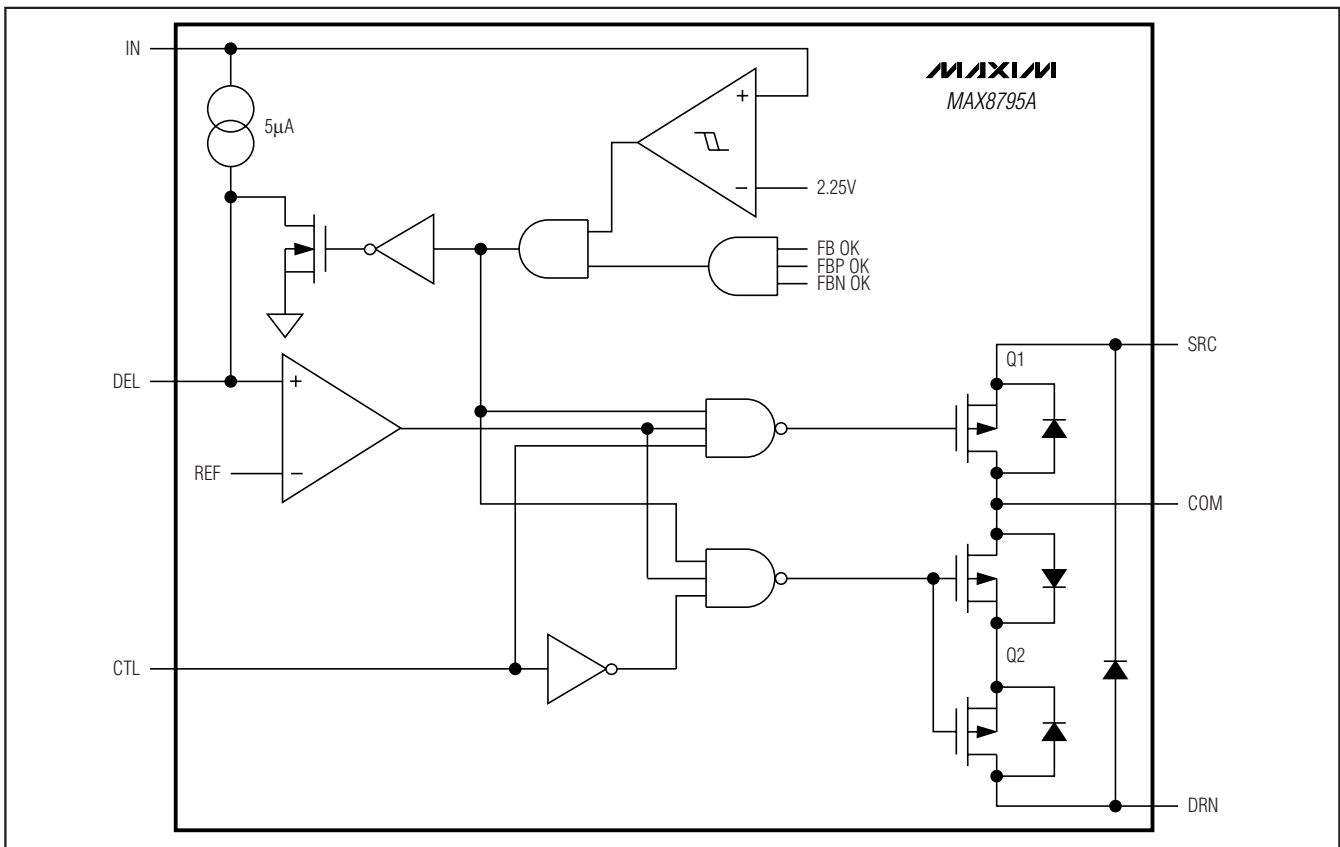 IN
MAXIM
MAX8795A
+
5µA
−
2.25V
FB OK
FBP OK
FBN OK
SRC
Q1
DEL
+
REF
−
COM
Q2
CTL
DRN